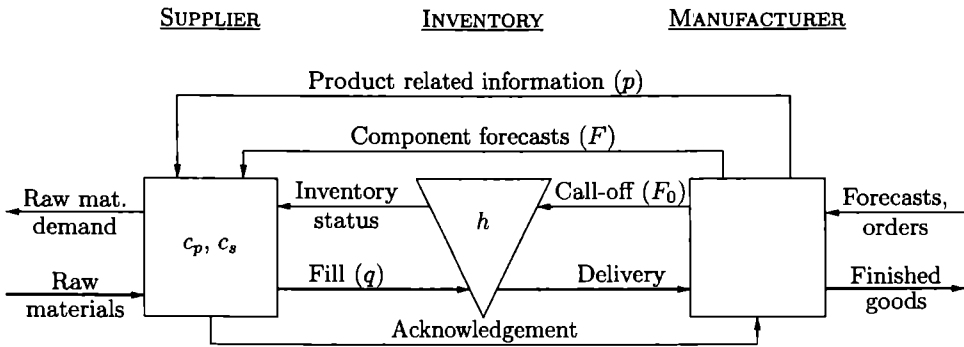 SUPPLIER INVENTORY MANUFACTURER
Product related information (p)
Component forecasts (F)
Raw mat.
demand
Inventory
status
Call-off (F₀)
Forecasts,
orders
cₚ, cₛ
h
Raw
materials
Fill (q)
Delivery
Finished
goods
Acknowledgement